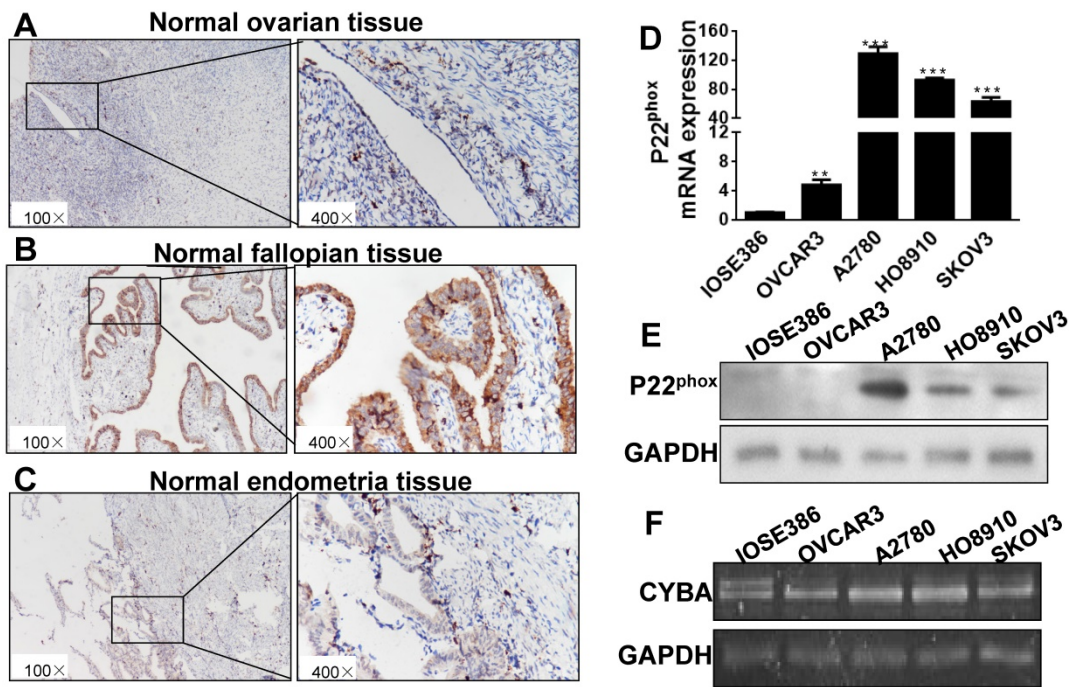 A Normal ovarian tissue
100×
400×
B Normal fallopian tissue
100×
400×
C Normal endometria tissue
100×
400×
D
P22phox
mRNA expression
160
120
80
40
12
8
4
0
***
***
***
**
IOSE386
OVCAR3
A2780
HO8910
SKOV3
E
IOSE386
OVCAR3
A2780
HO8910
SKOV3
P22phox
GAPDH
F
IOSE386
OVCAR3
A2780
HO8910
SKOV3
CYBA
GAPDH